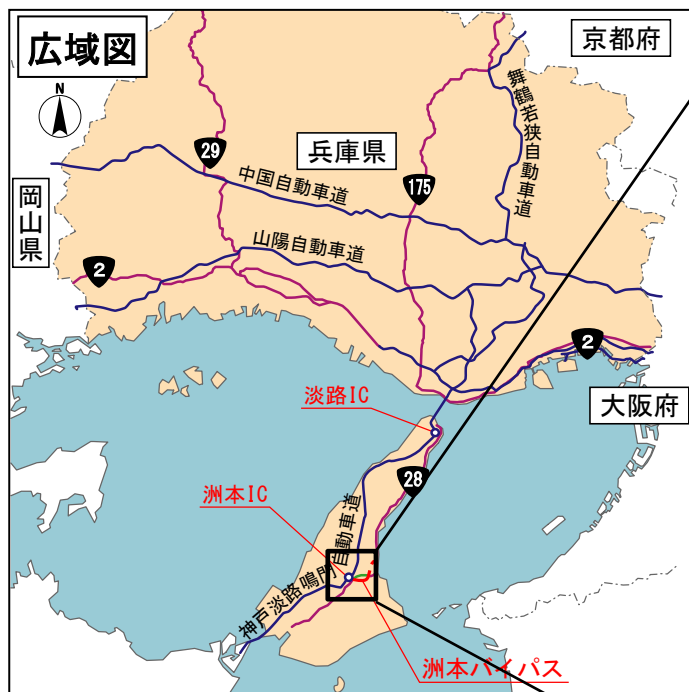 広域図
京都府
N
舞鶴若狭自動車道
29
兵庫県
中国自動車道
175
岡山県
山陽自動車道
2
2
淡路IC
大阪府
28
洲本IC
神戸淡路鳴門自動車道
洲本バイパス